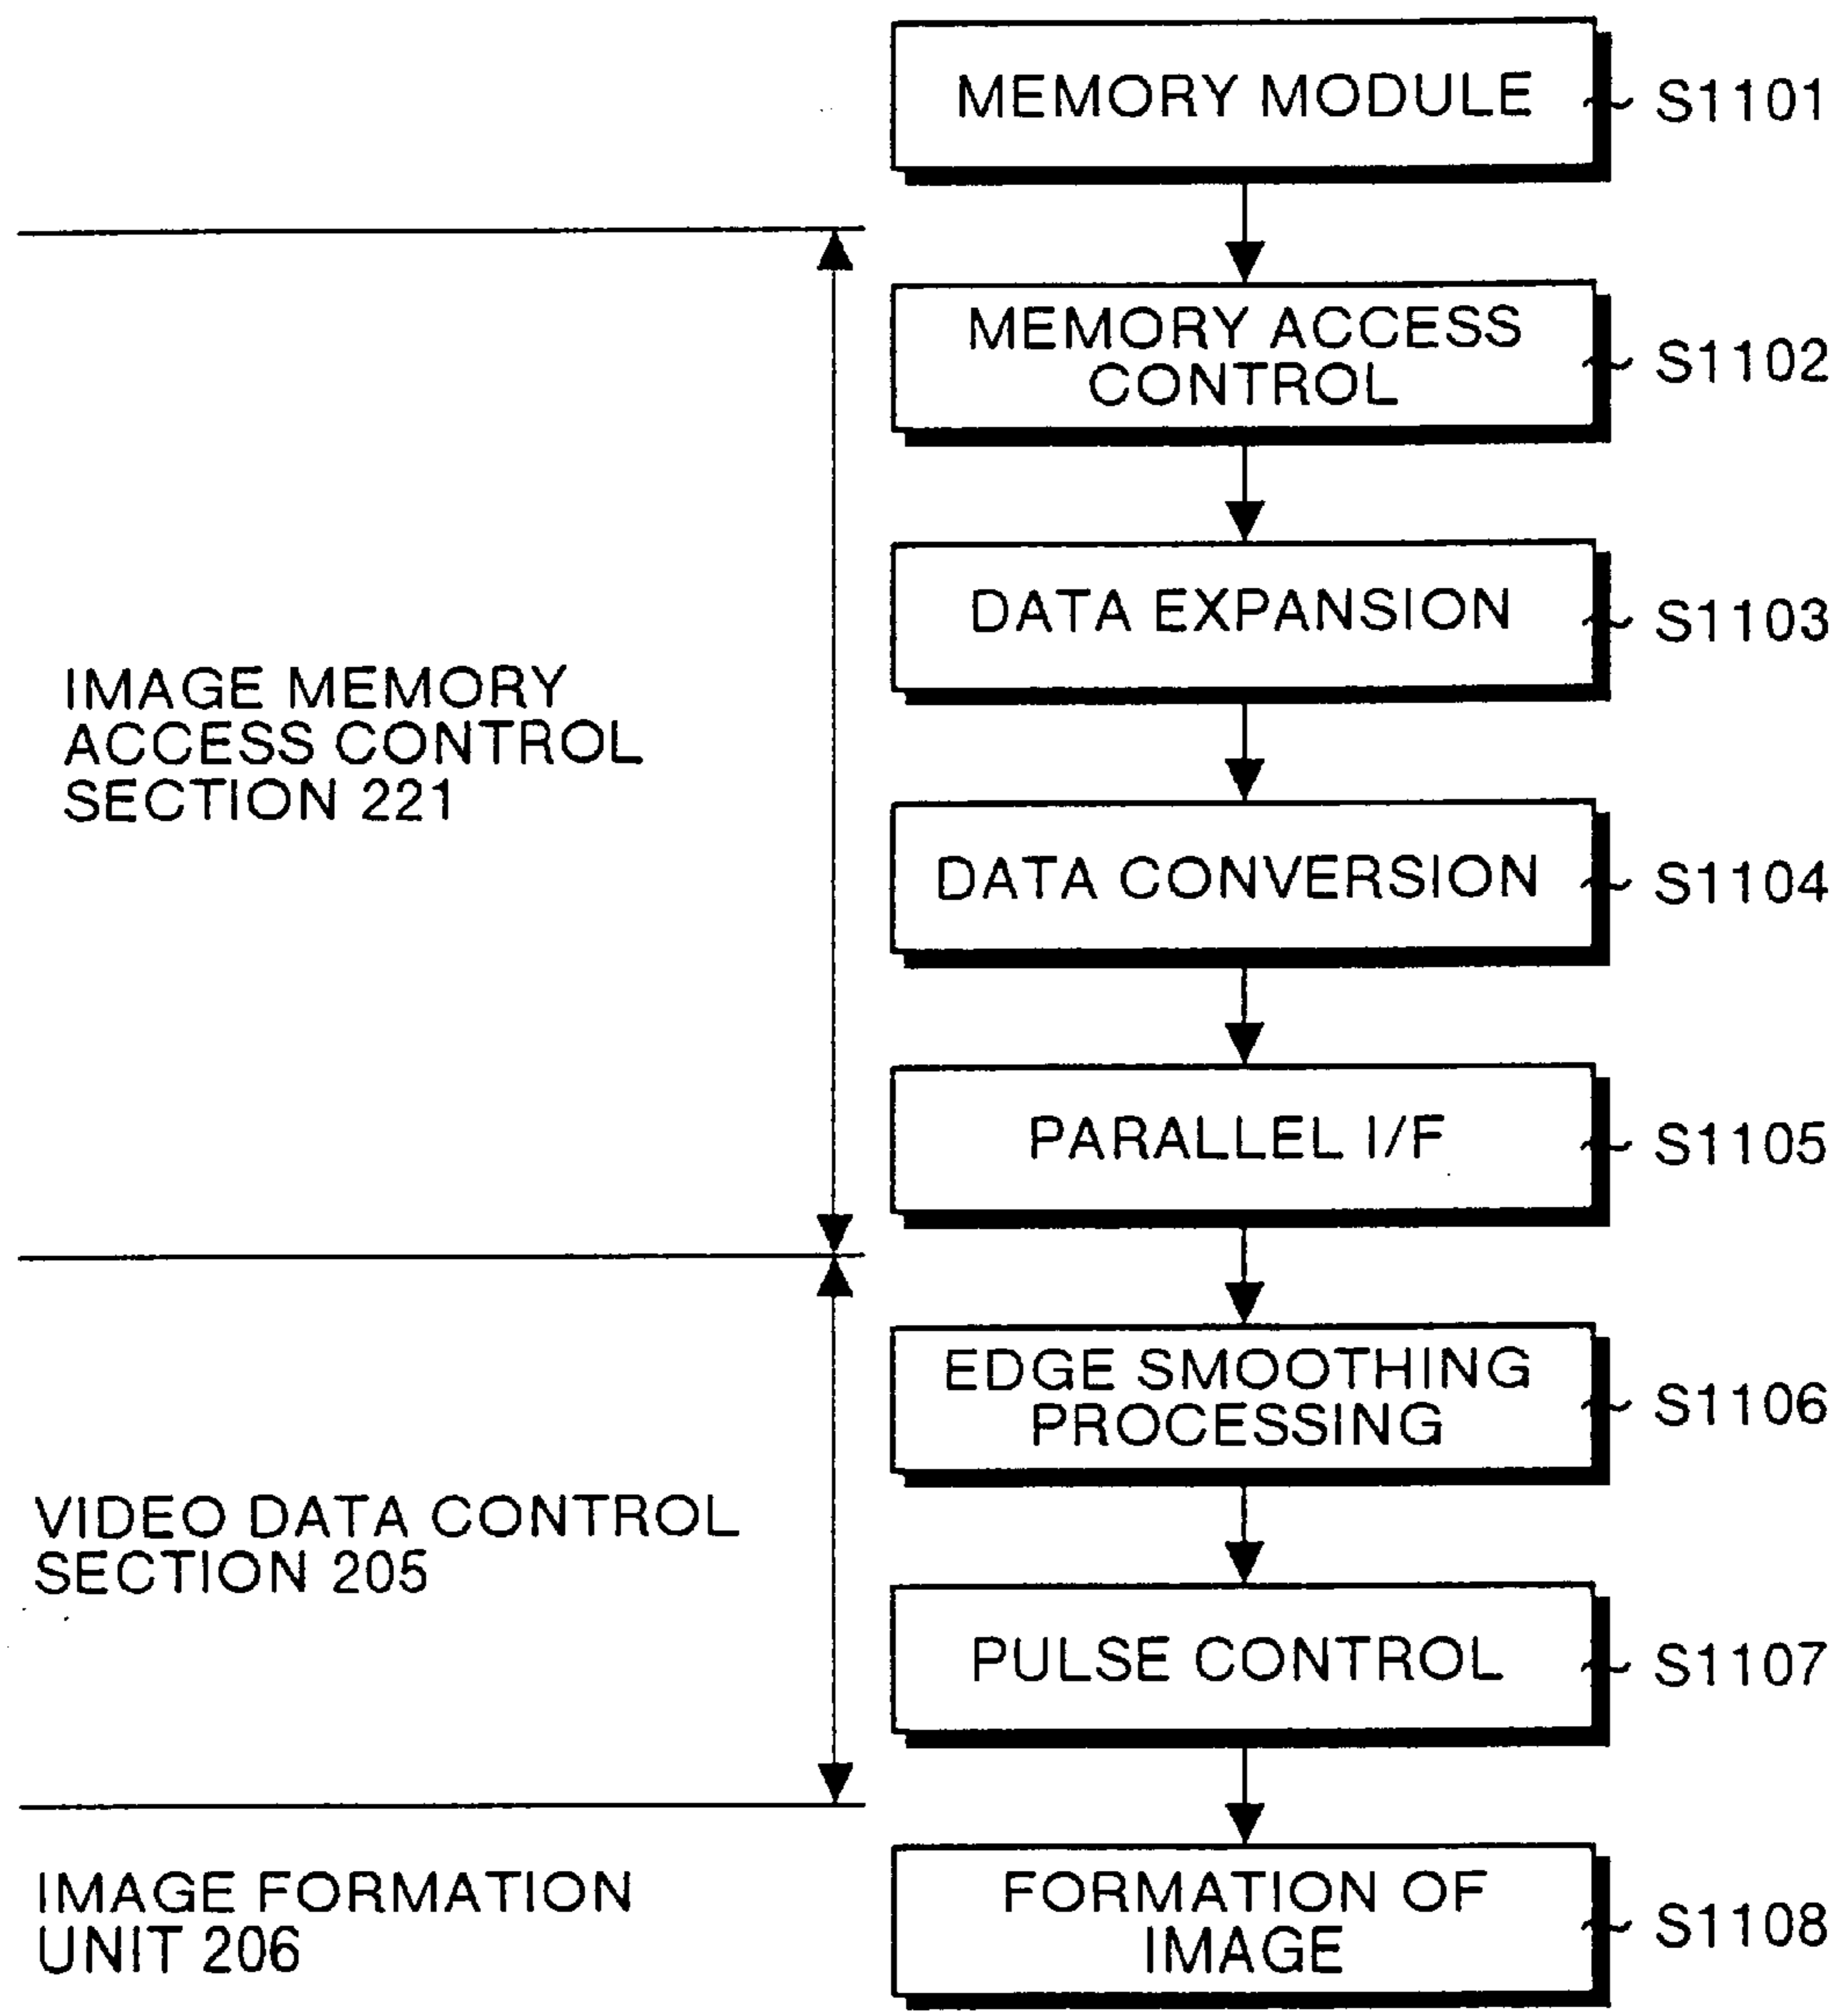 MEMORY MODULE
S1101
MEMORY ACCESS
CONTROL
S1102
DATA EXPANSION
S1103
IMAGE MEMORY
ACCESS CONTROL
SECTION 221
DATA CONVERSION
S1104
PARALLEL I/F
S1105
EDGE SMOOTHING
PROCESSING
S1106
VIDEO DATA CONTROL
SECTION 205
PULSE CONTROL
S1107
IMAGE FORMATION
UNIT 206
FORMATION OF
IMAGE
S1108